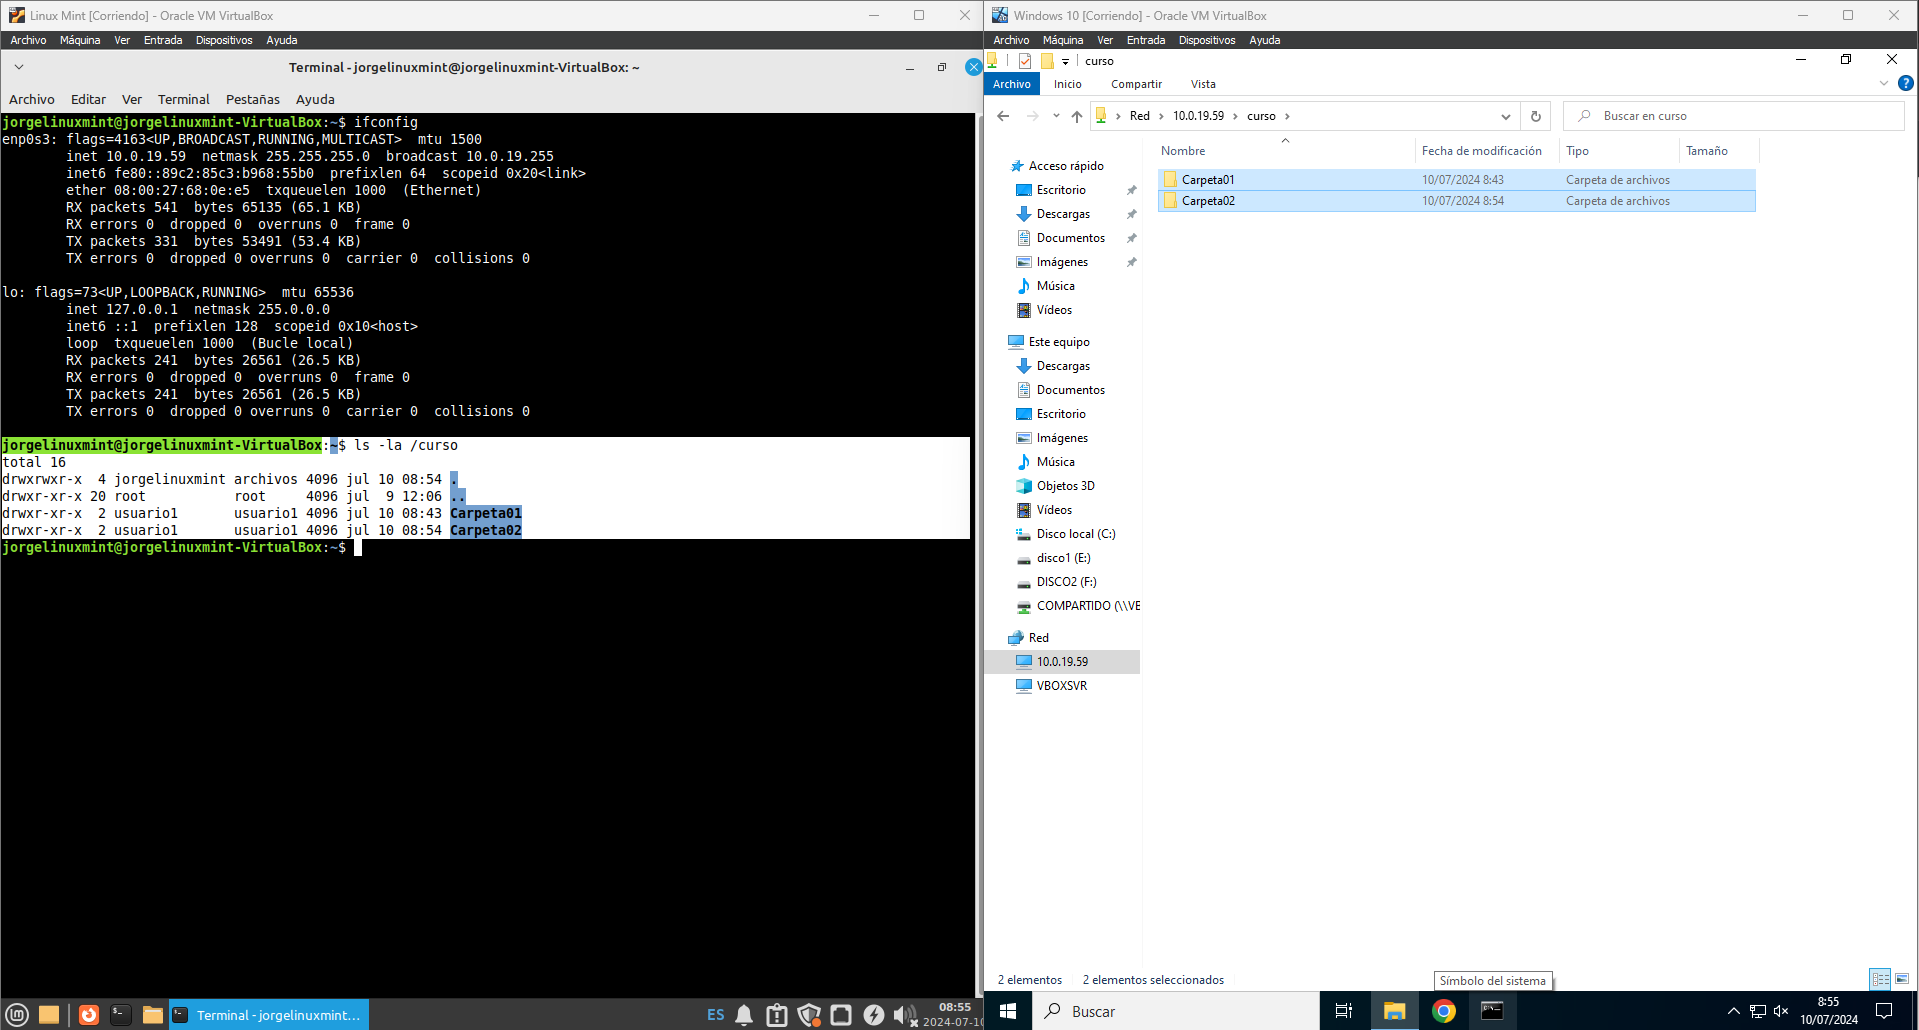 Linux Mint [Corriendo] - Oracle VM VirtualBox
Archivo Máquina Ver Entrada Dispositivos Ayuda
Terminal - jorgelinuxmint@jorgelinuxmint-VirtualBox: ~
Archivo Editar Ver Terminal Pestañas Ayuda
jorgelinuxmint@jorgelinuxmint-VirtualBox:~$ ifconfig
enp0s3: flags=4163<UP,BROADCAST,RUNNING,MULTICAST>  mtu 1500
        inet 10.0.19.59  netmask 255.255.255.0  broadcast 10.0.19.255
        inet6 fe80::89c2:85c3:b968:55b0  prefixlen 64  scopeid 0x20<link>
        ether 08:00:27:68:0e:e5  txqueuelen 1000  (Ethernet)
        RX packets 541  bytes 65135 (65.1 KB)
        RX errors 0  dropped 0  overruns 0  frame 0
        TX packets 331  bytes 53491 (53.4 KB)
        TX errors 0  dropped 0 overruns 0  carrier 0  collisions 0
lo: flags=73<UP,LOOPBACK,RUNNING>  mtu 65536
        inet 127.0.0.1  netmask 255.0.0.0
        inet6 ::1  prefixlen 128  scopeid 0x10<host>
        loop  txqueuelen 1000  (Bucle local)
        RX packets 241  bytes 26561 (26.5 KB)
        RX errors 0  dropped 0  overruns 0  frame 0
        TX packets 241  bytes 26561 (26.5 KB)
        TX errors 0  dropped 0 overruns 0  carrier 0  collisions 0
jorgelinuxmint@jorgelinuxmint-VirtualBox:~$ ls -la /curso
total 16
drwxrwxr-x  4 jorgelinuxmint archivos 4096 jul 10 08:54 .
drwxr-xr-x 20 root           root     4096 jul  9 12:06 ..
drwxr-xr-x  2 usuario1       usuario1 4096 jul 10 08:43 Carpeta01
drwxr-xr-x  2 usuario1       usuario1 4096 jul 10 08:54 Carpeta02
jorgelinuxmint@jorgelinuxmint-VirtualBox:~$
Terminal - jorgelinuxmint...
ES
08:55
2024-07-10
Windows 10 [Corriendo] - Oracle VM VirtualBox
Archivo Máquina Ver Entrada Dispositivos Ayuda
curso
Archivo Inicio Compartir Vista
Red > 10.0.19.59 > curso >
Buscar en curso
Nombre Fecha de modificación Tipo Tamaño
Carpeta01 10/07/2024 8:43 Carpeta de archivos
Carpeta02 10/07/2024 8:54 Carpeta de archivos
Acceso rápido
Escritorio
Descargas
Documentos
Imágenes
Música
Vídeos
Este equipo
Descargas
Documentos
Escritorio
Imágenes
Música
Objetos 3D
Vídeos
Disco local (C:)
disco1 (E:)
DISCO2 (F:)
COMPARTIDO (\\VE
Red
10.0.19.59
VBOXSVR
2 elementos 2 elementos seleccionados
Símbolo del sistema
Buscar
8:55
10/07/2024